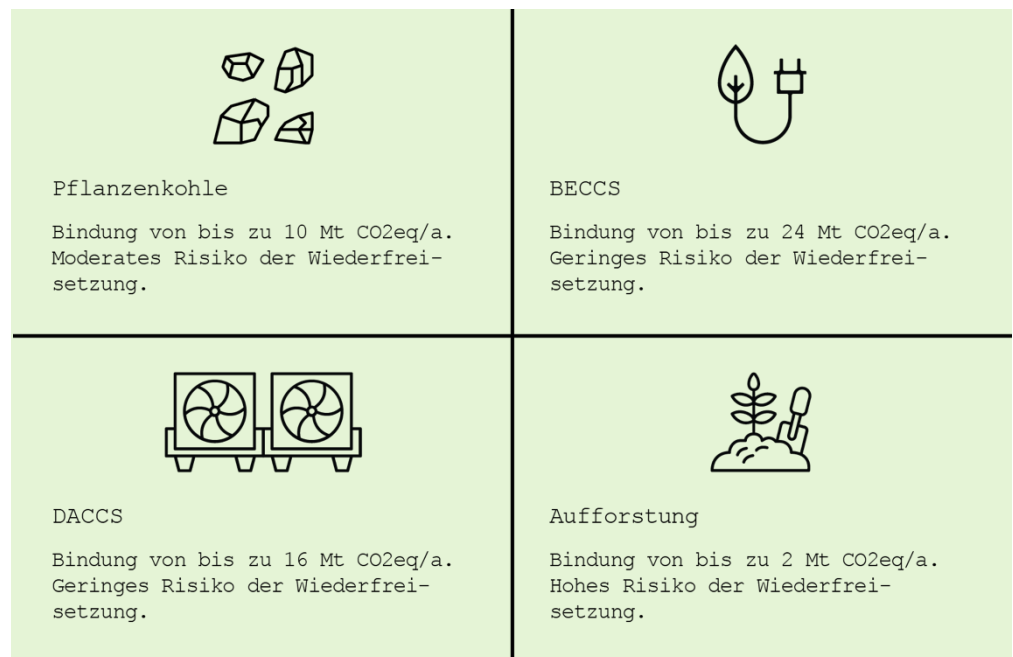 Pflanzenkohle
Bindung von bis zu 10 Mt CO2eq/a.
Moderates Risiko der Wiederfrei-
setzung.
BECCS
Bindung von bis zu 24 Mt CO2eq/a.
Geringes Risiko der Wiederfrei-
setzung.
DACCS
Bindung von bis zu 16 Mt CO2eq/a.
Geringes Risiko der Wiederfrei-
setzung.
Aufforstung
Bindung von bis zu 2 Mt CO2eq/a.
Hohes Risiko der Wiederfrei-
setzung.